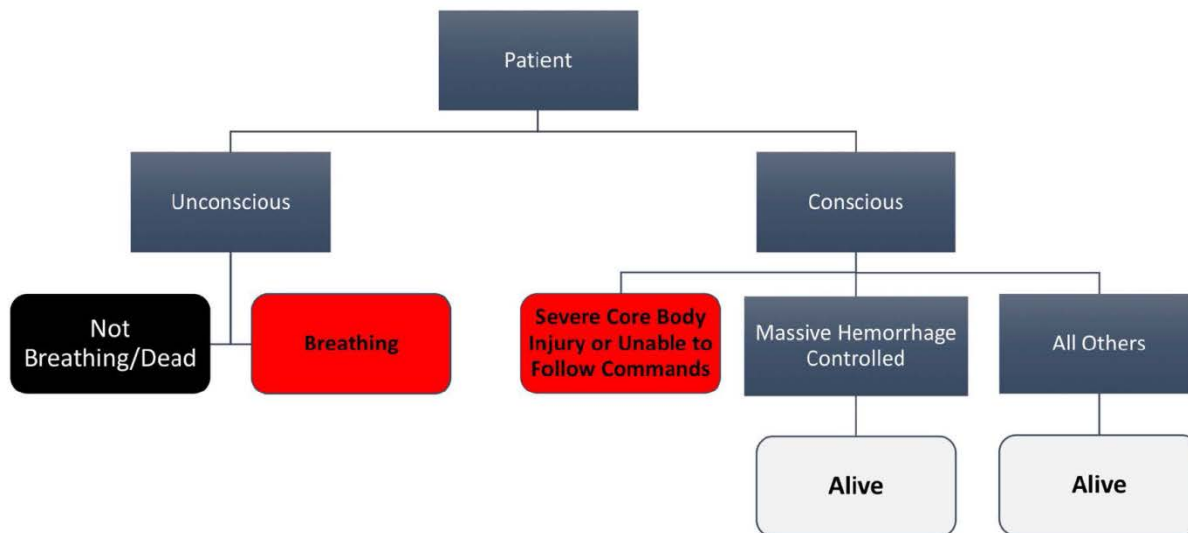 Patient
Unconscious
Conscious
Not
Breathing/Dead
Breathing
Severe Core Body
Injury or Unable to
Follow Commands
Massive Hemorrhage
Controlled
All Others
Alive
Alive